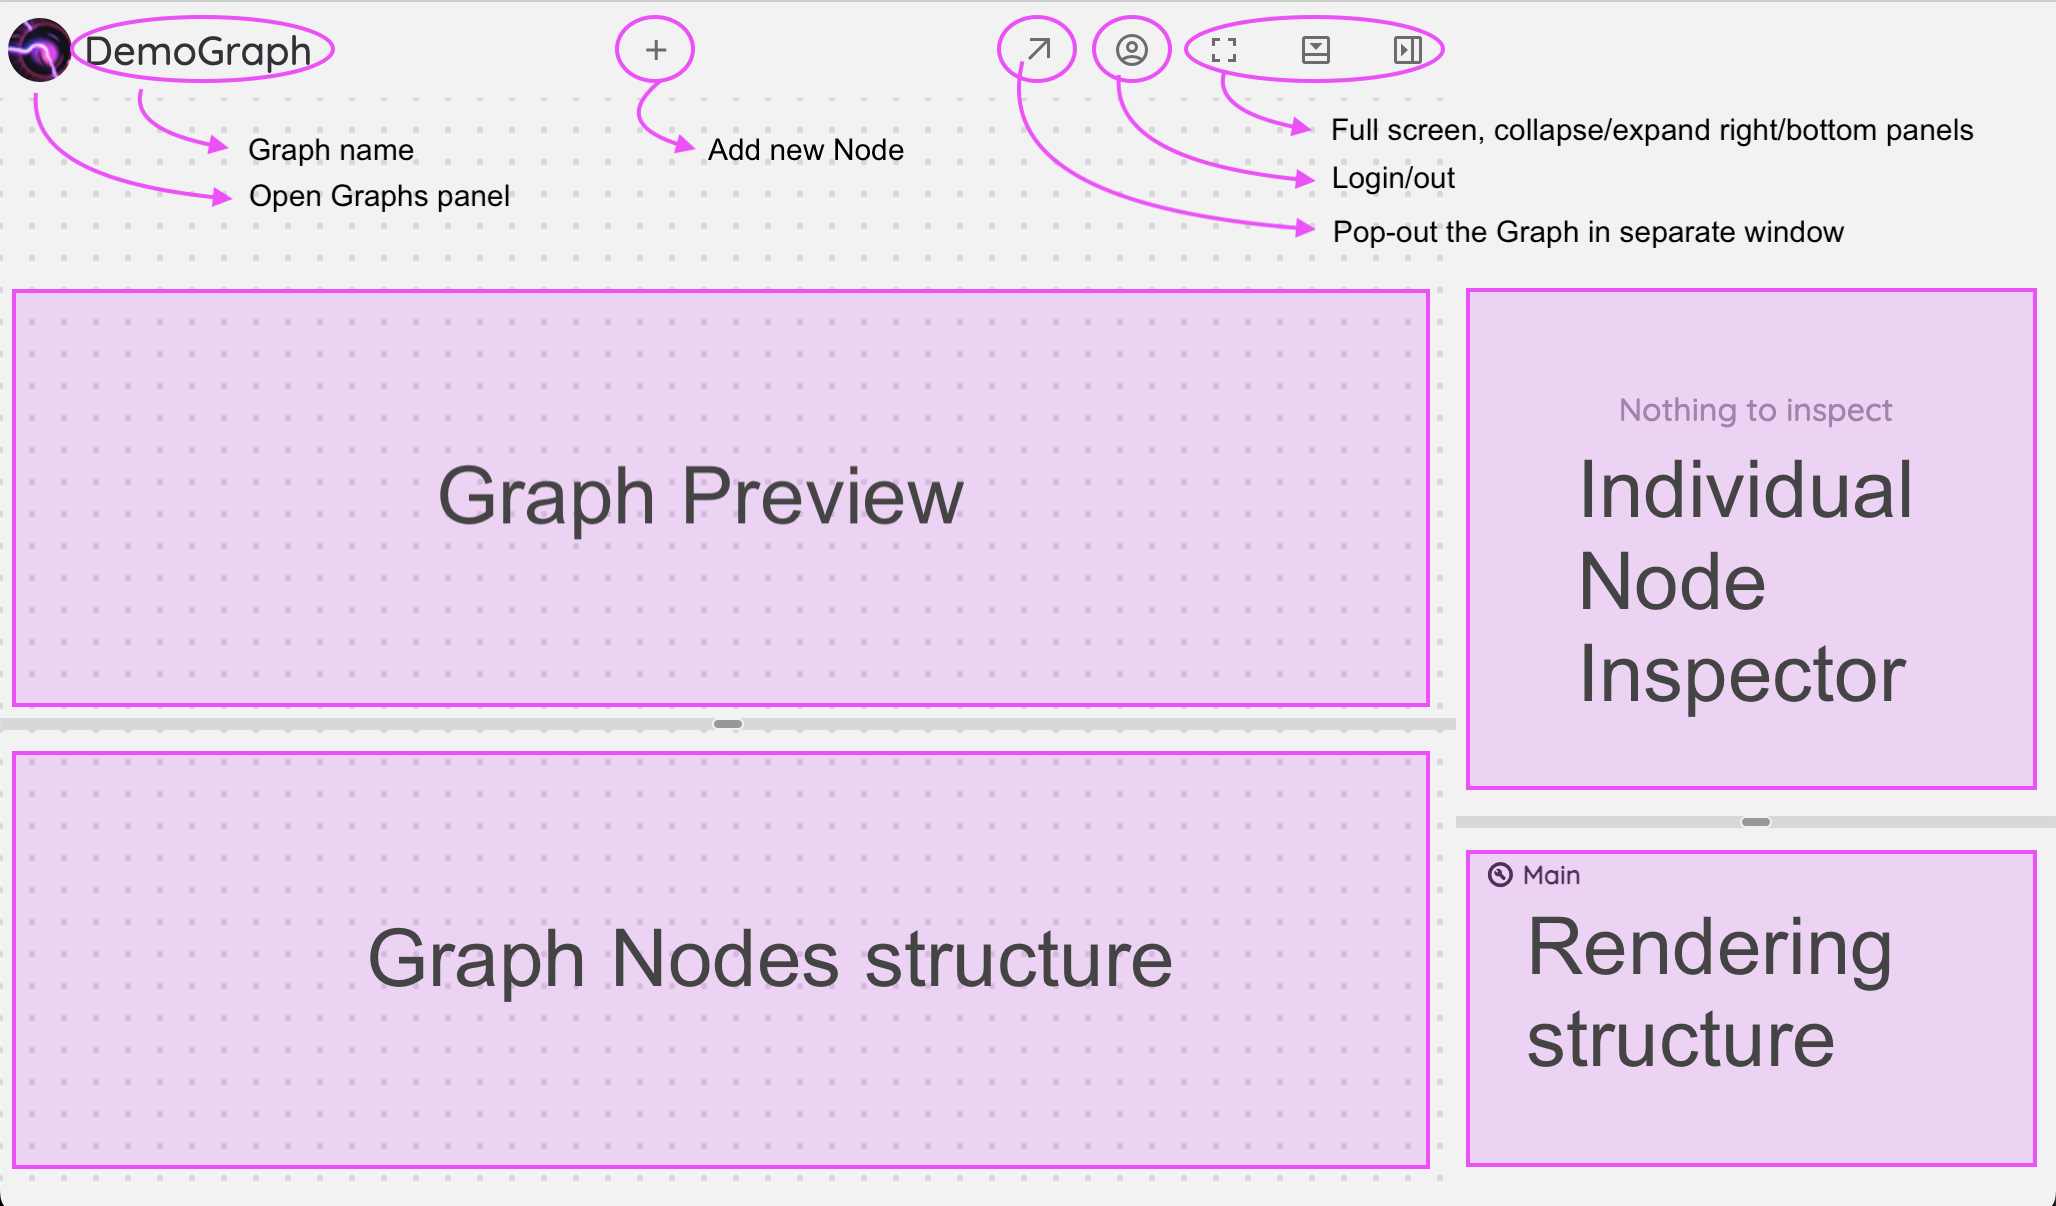 DemoGraph
Graph name
Open Graphs panel
Add new Node
Full screen, collapse/expand right/bottom panels
Login/out
Pop-out the Graph in separate window
Graph Preview
Nothing to inspect
Individual
Node
Inspector
Graph Nodes structure
Main
Rendering
structure